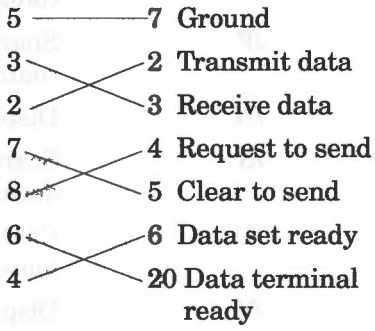 5 7 Ground
3 2 Transmit data
2 3 Receive data
7 4 Request to send
8 5 Clear to send
6 6 Data set ready
4 20 Data terminal
ready